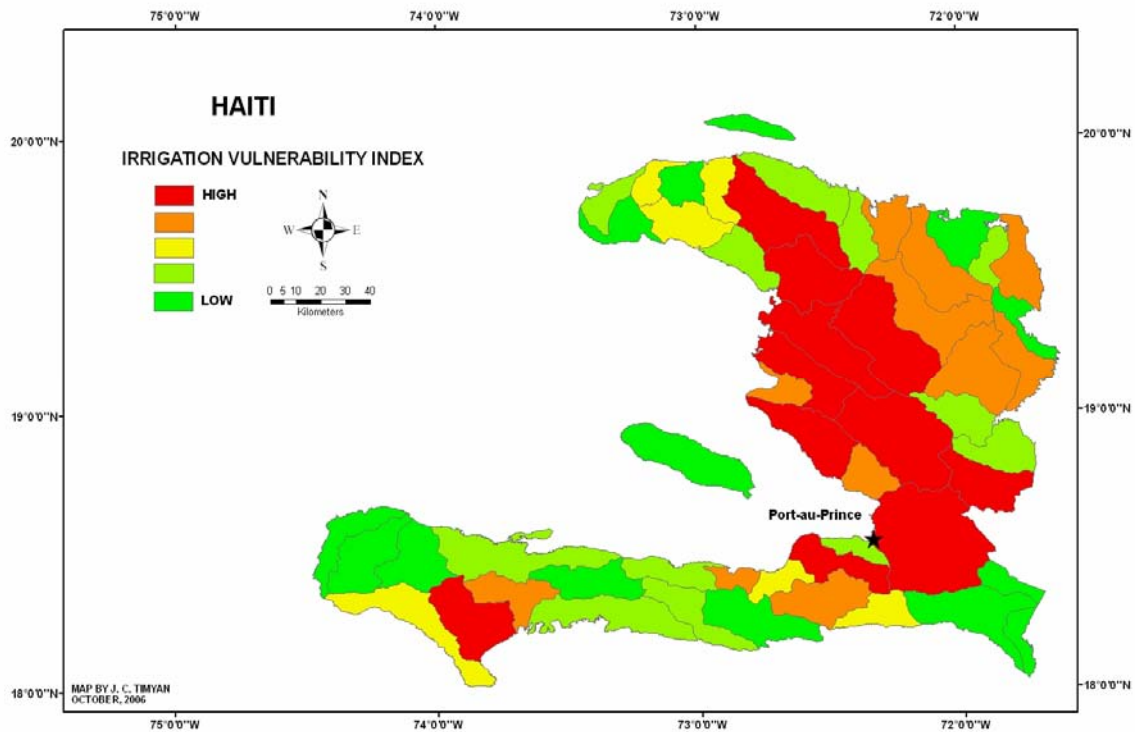 75°0'0"W 74°0'0"W 73°0'0"W 72°0'0"W
HAITI
20°0'0"N 20°0'0"N
IRRIGATION VULNERABILITY INDEX
HIGH
N
W E
S
LOW
0 5 10 20 30 40
Kilometers
19°0'0"N 19°0'0"N
Port-au-Prince
MAP BY J. C. TIMYAN
OCTOBER, 2006
18°0'0"N 18°0'0"N
75°0'0"W 74°0'0"W 73°0'0"W 72°0'0"W